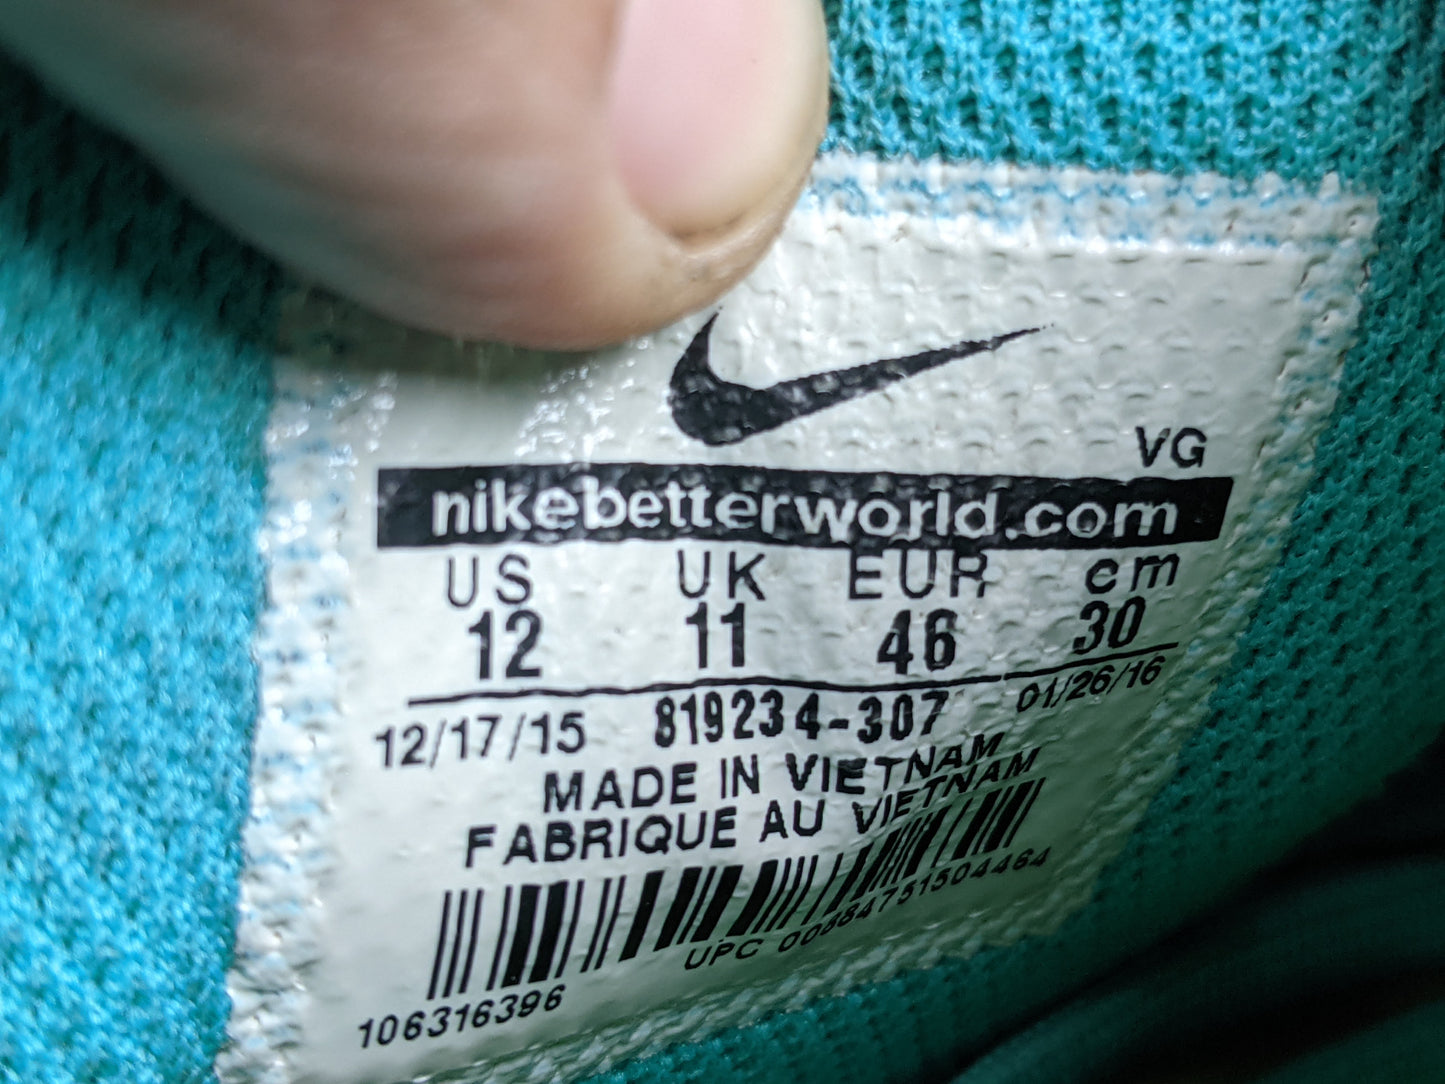 VG
nikebetterworld.com
US UK EUR cm
12 11 46 30
12/17/15 819234-307 01/26/16
MADE IN VIETNAM
FABRIQUE AU VIETNAM
UPC 00884751504464
106316396